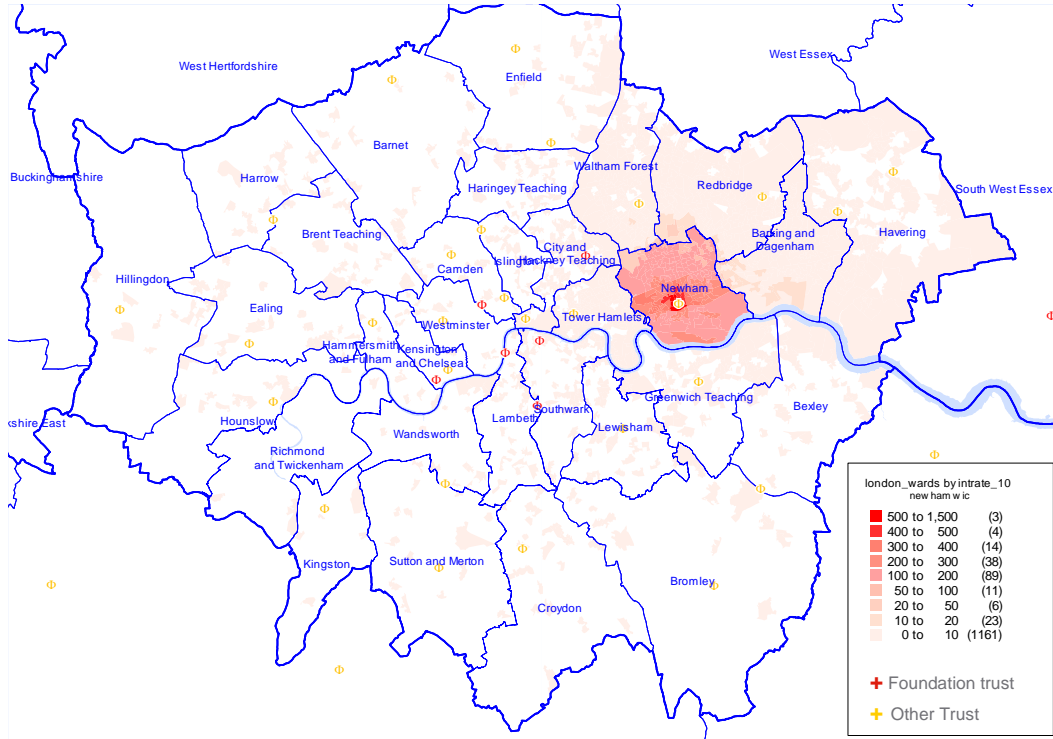 West Hertfordshire
West Essex
Enfield
Barnet
Buckinghamshire
Harrow
Waltham Forest
Redbridge
Haringey Teaching
South West Essex
Brent Teaching
Havering
Barking and
Dagenham
City and
Hackney Teaching
Islington
Camden
Hillingdon
Ealing
Newham
Tower Hamlets
Westminster
Hammersmith
and Fulham
Kensington
and Chelsea
Greenwich Teaching
Bexley
Hounslow
Lambeth
Southwark
Lewisham
Wandsworth
kshire East
Richmond
and Twickenham
Kingston
Sutton and Merton
Bromley
Croydon
london_wards by intrate_10
newham wic
500 to 1,500 (3)
400 to 500 (4)
300 to 400 (14)
200 to 300 (38)
100 to 200 (89)
50 to 100 (11)
20 to 50 (6)
10 to 20 (23)
0 to 10 (1161)
Foundation trust
Other Trust